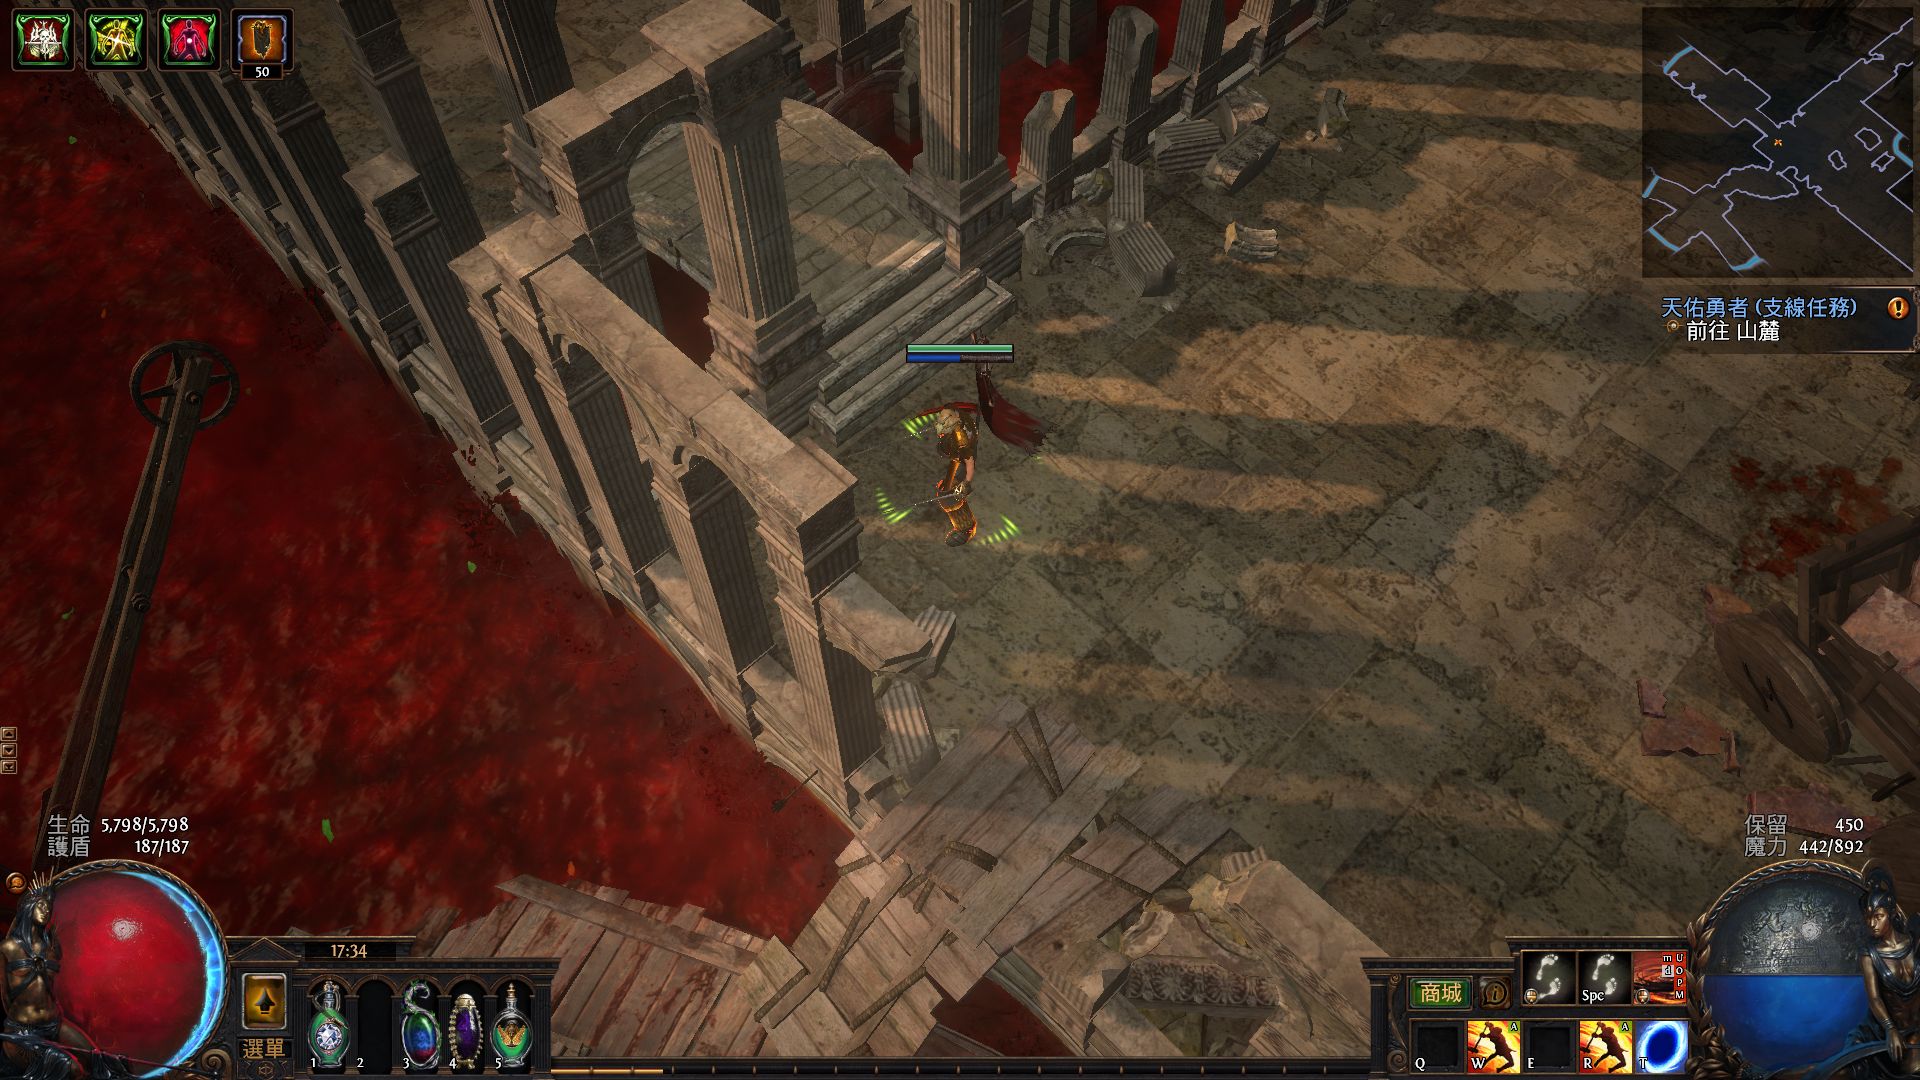 50
天佑勇者 (支線任務)
前往 山麓
生命 5,798/5,798
護盾 187/187
保留 450
魔力 442/892
17:34
選單
1 2 3 4 5
商城
Spc
m U
d O
P
M
Q W A E R A T